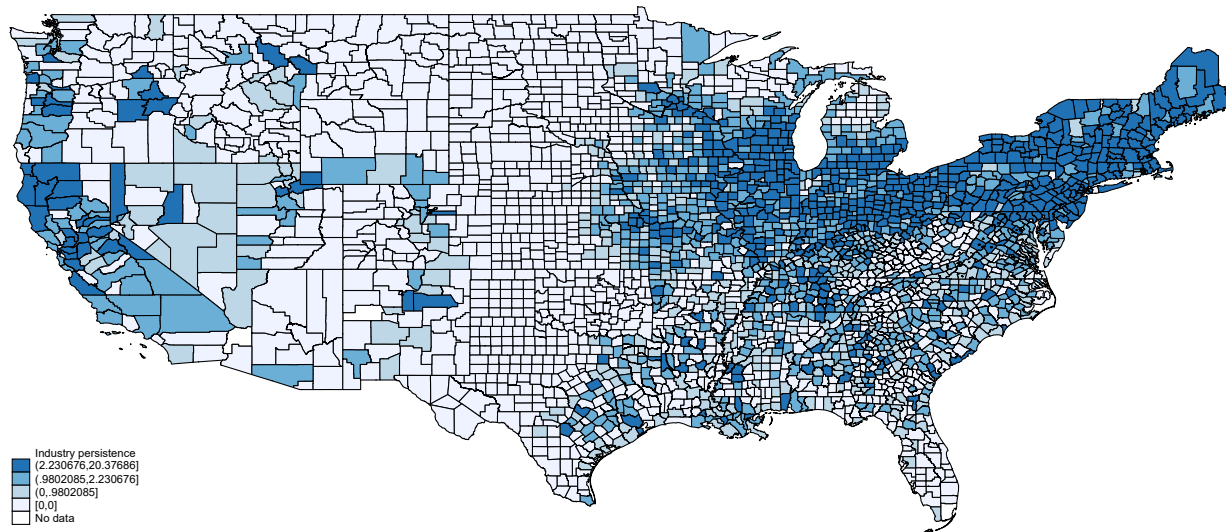 Industry persistence
(2.230676,20.37686]
(.9802085,2.230676]
(0,.9802085]
[0,0]
No data